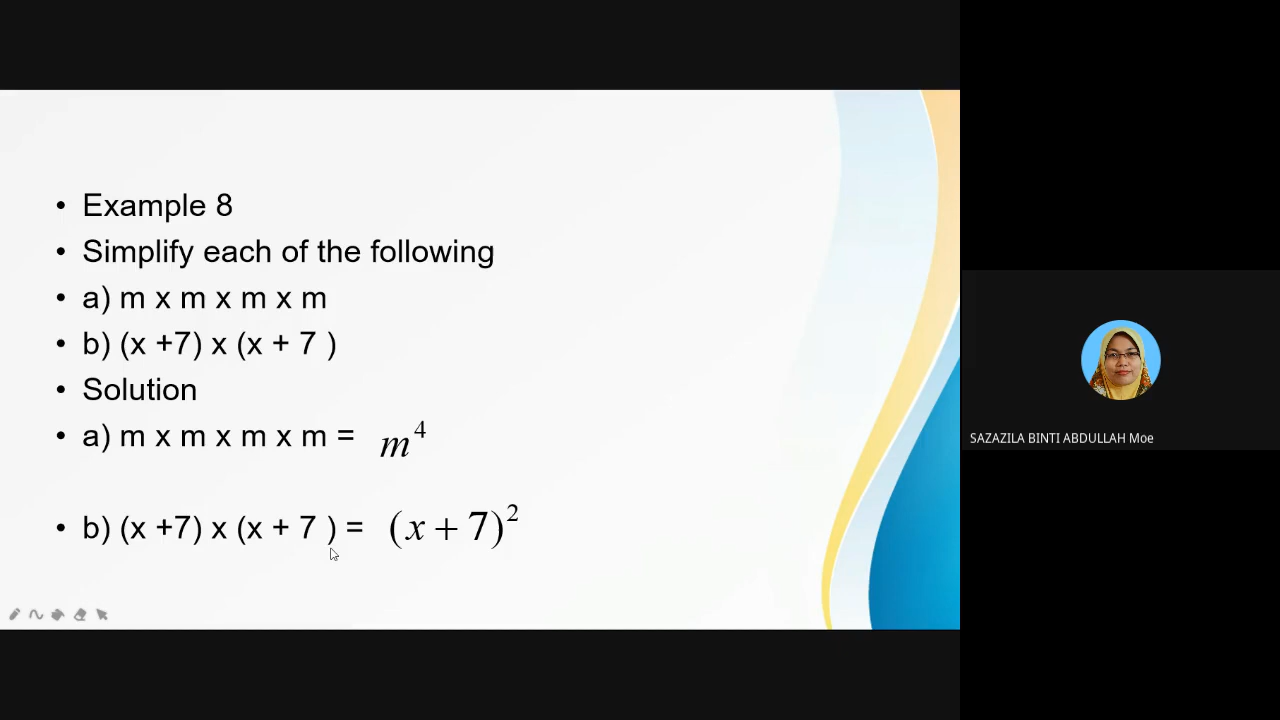 • Example 8
• Simplify each of the following
• a) m x m x m x m
• b) (x +7) x (x + 7 )
• Solution
• a) m x m x m x m = m⁴
• b) (x +7) x (x + 7 ) = (x + 7)²
SAZAZILA BINTI ABDULLAH Moe